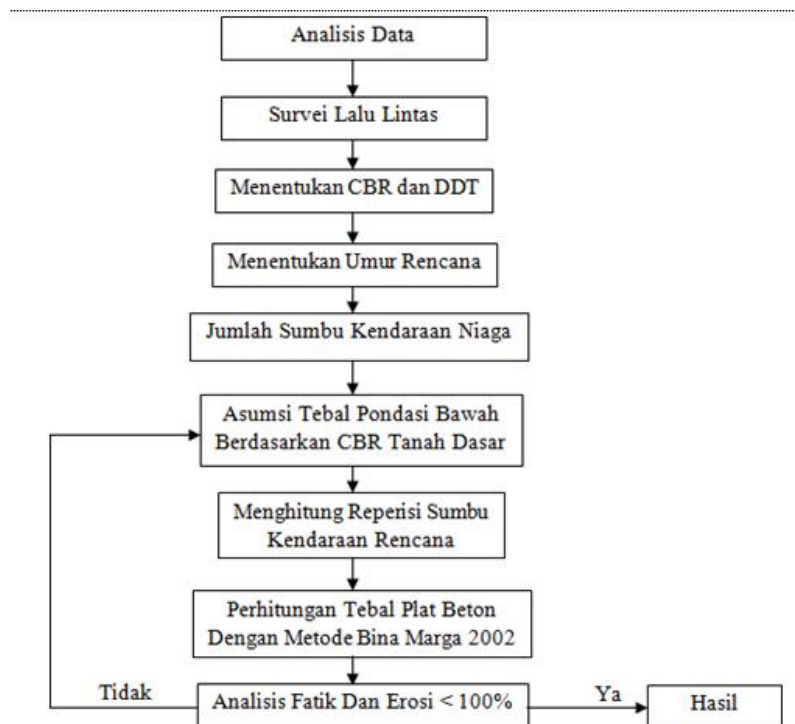 Analisis Data
Survei Lalu Lintas
Menentukan CBR dan DDT
Menentukan Umur Rencana
Jumlah Sumbu Kendaraan Niaga
Asumsi Tebal Pondasi Bawah
Berdasarkan CBR Tanah Dasar
Menghitung Reperisi Sumbu
Kendaraan Rencana
Perhitungan Tebal Plat Beton
Dengan Metode Bina Marga 2002
Tidak
Analisis Fatik Dan Erosi < 100%
Ya
Hasil